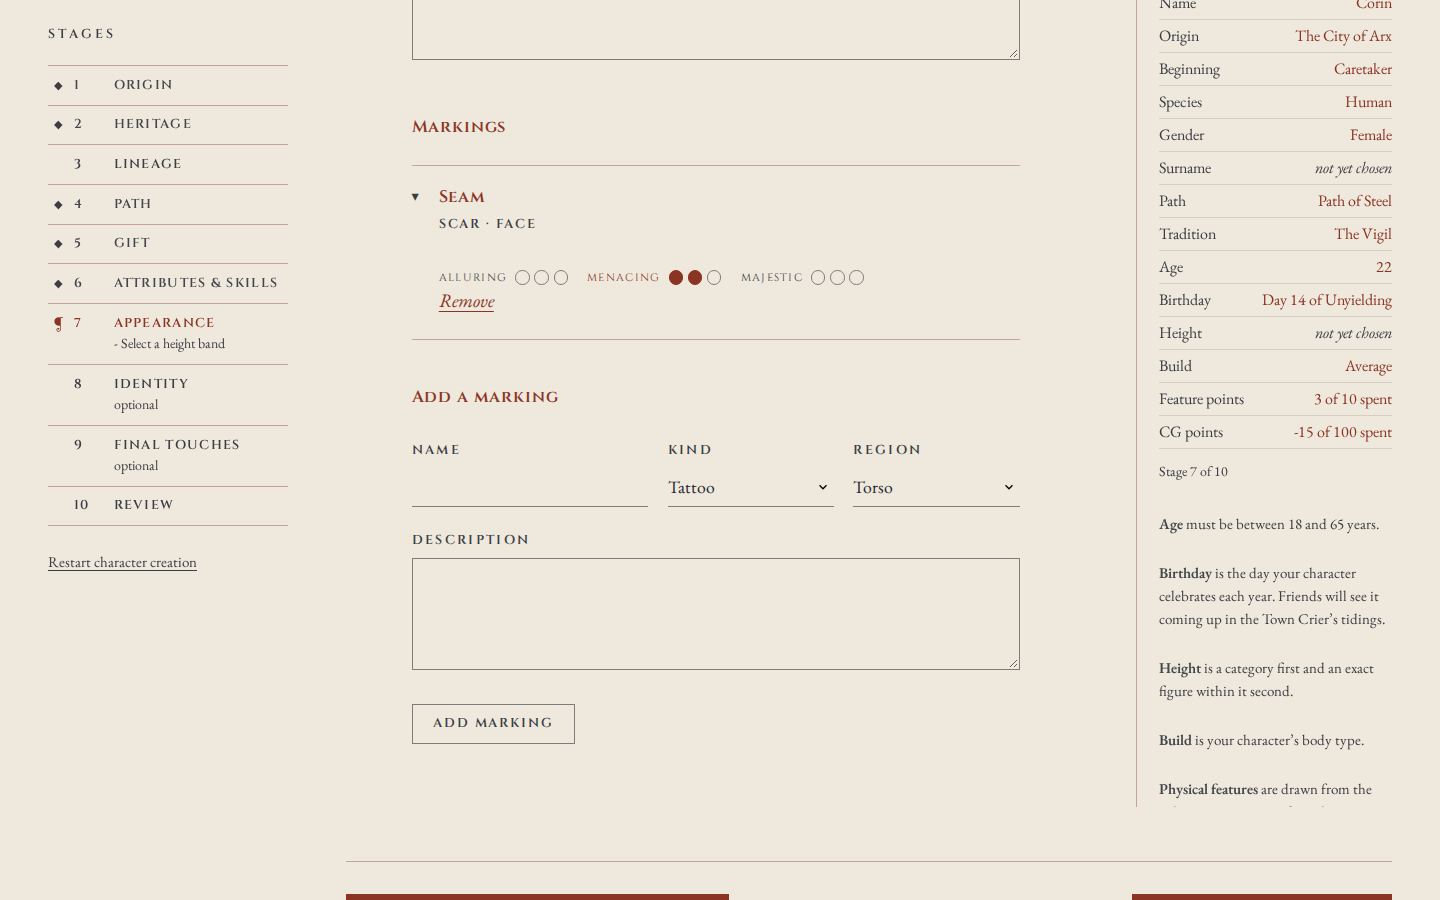 STAGES
◆ 1 ORIGIN
◆ 2 HERITAGE
3 LINEAGE
◆ 4 PATH
◆ 5 GIFT
◆ 6 ATTRIBUTES & SKILLS
¶ 7 APPEARANCE
- Select a height band
8 IDENTITY
optional
9 FINAL TOUCHES
optional
10 REVIEW
Restart character creation
MARKINGS
▼ SEAM
SCAR · FACE
ALLURING MENACING MAJESTIC
Remove
ADD A MARKING
NAME KIND REGION
Tattoo Torso
DESCRIPTION
ADD MARKING
Name Corin
Origin The City of Arx
Beginning Caretaker
Species Human
Gender Female
Surname not yet chosen
Path Path of Steel
Tradition The Vigil
Age 22
Birthday Day 14 of Unyielding
Height not yet chosen
Build Average
Feature points 3 of 10 spent
CG points -15 of 100 spent
Stage 7 of 10
Age must be between 18 and 65 years.
Birthday is the day your character
celebrates each year. Friends will see it
coming up in the Town Crier’s tidings.
Height is a category first and an exact
figure within it second.
Build is your character’s body type.
Physical features are drawn from the